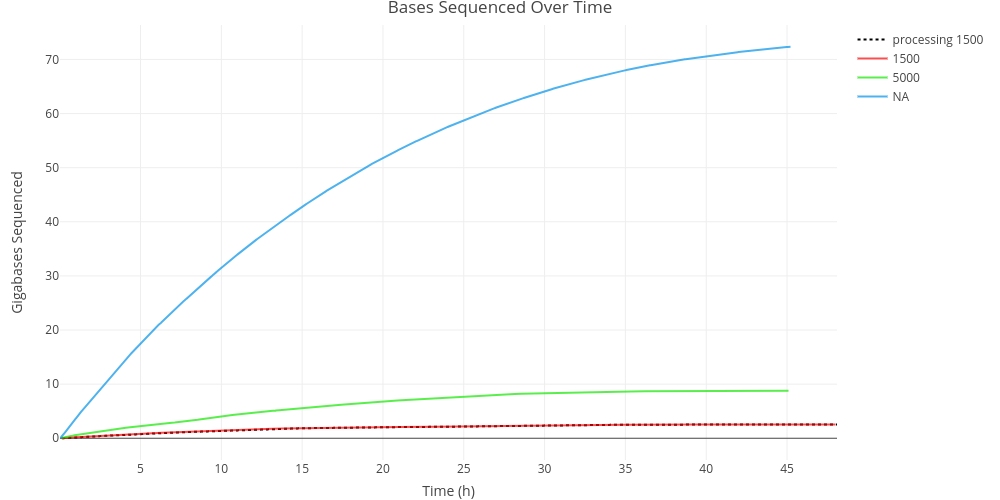 Bases Sequenced Over Time
processing 1500
1500
5000
NA
Gigabases Sequenced
70
60
50
40
30
20
10
0
5 10 15 20 25 30 35 40 45
Time (h)